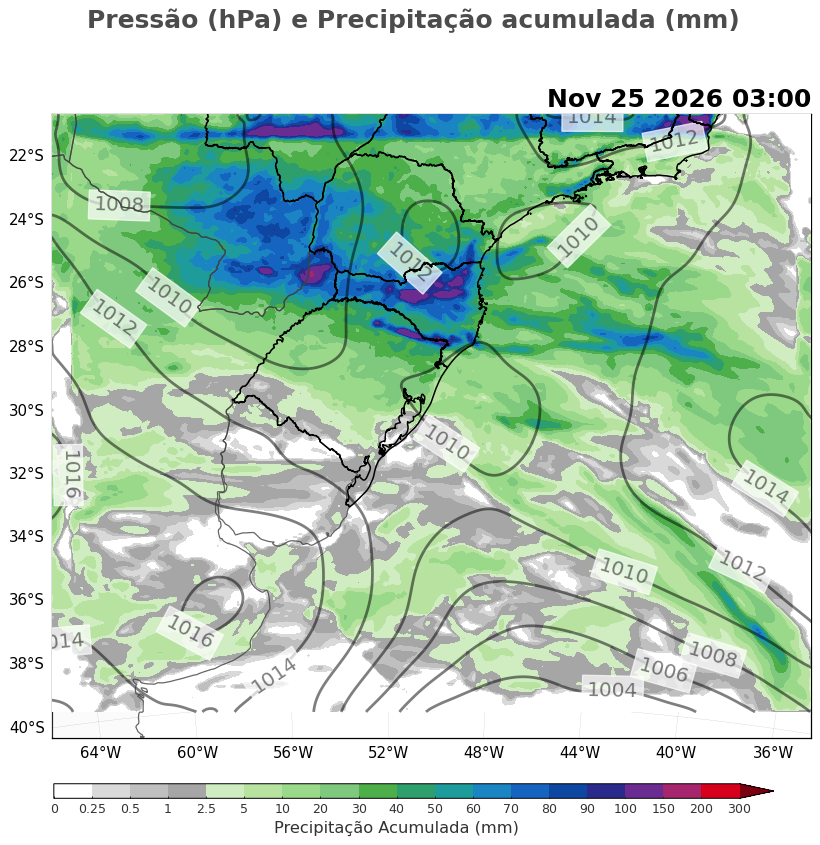 Pressão (hPa) e Precipitação acumulada (mm)
Nov 25 2026 03:00
1014
1012
22°S
1008
24°S
1010
1012
26°S
1010
1012
28°S
30°S
1010
1016
32°S
1014
34°S
1012
1010
36°S
1016
014
1008
38°S
1014
1006
1004
40°S
64°W 60°W 56°W 52°W 48°W 44°W 40°W 36°W
0 0.25 0.5 1 2.5 5 10 20 30 40 50 60 70 80 90 100 150 200 300
Precipitação Acumulada (mm)